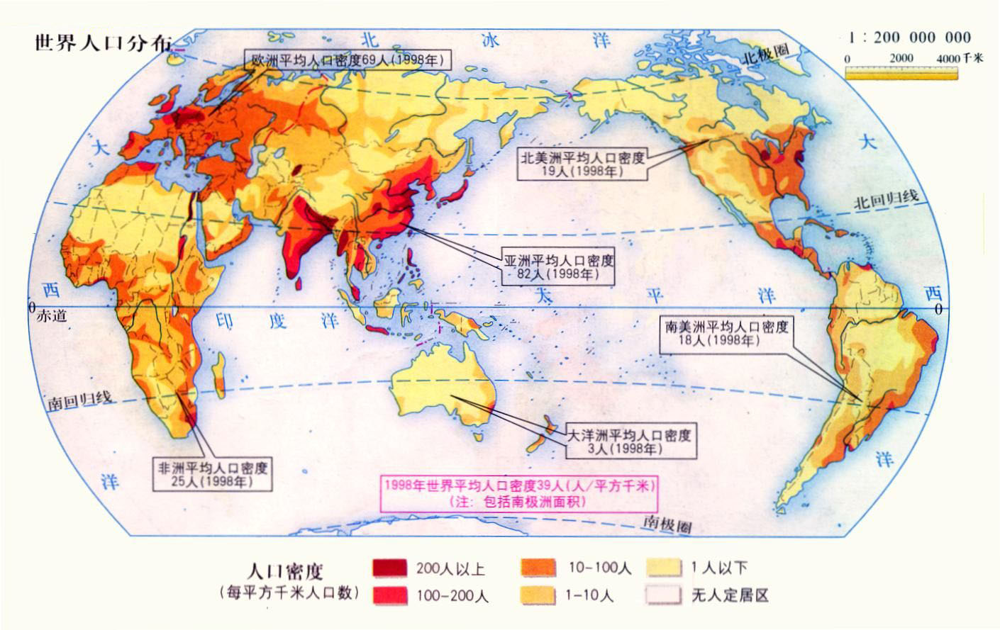 世界人口分布
北 冰 洋
1：200 000 000
0 2000 4000千米
欧洲平均人口密度69人(1998年)
北极圈
大
大
北美洲平均人口密度
19人(1998年)
北回归线
亚洲平均人口密度
82人(1998年)
西
太 平 洋
西
0
赤道
0
印 度 洋
南美洲平均人口密度
18人(1998年)
南回归线
大洋洲平均人口密度
3人(1998年)
非洲平均人口密度
25人(1998年)
洋
洋
1998年世界平均人口密度39人(人/平方千米)
(注: 包括南极洲面积)
南极圈
人口密度
(每平方千米人口数)
200人以上
10-100人
1人以下
100-200人
1-10人
无人定居区